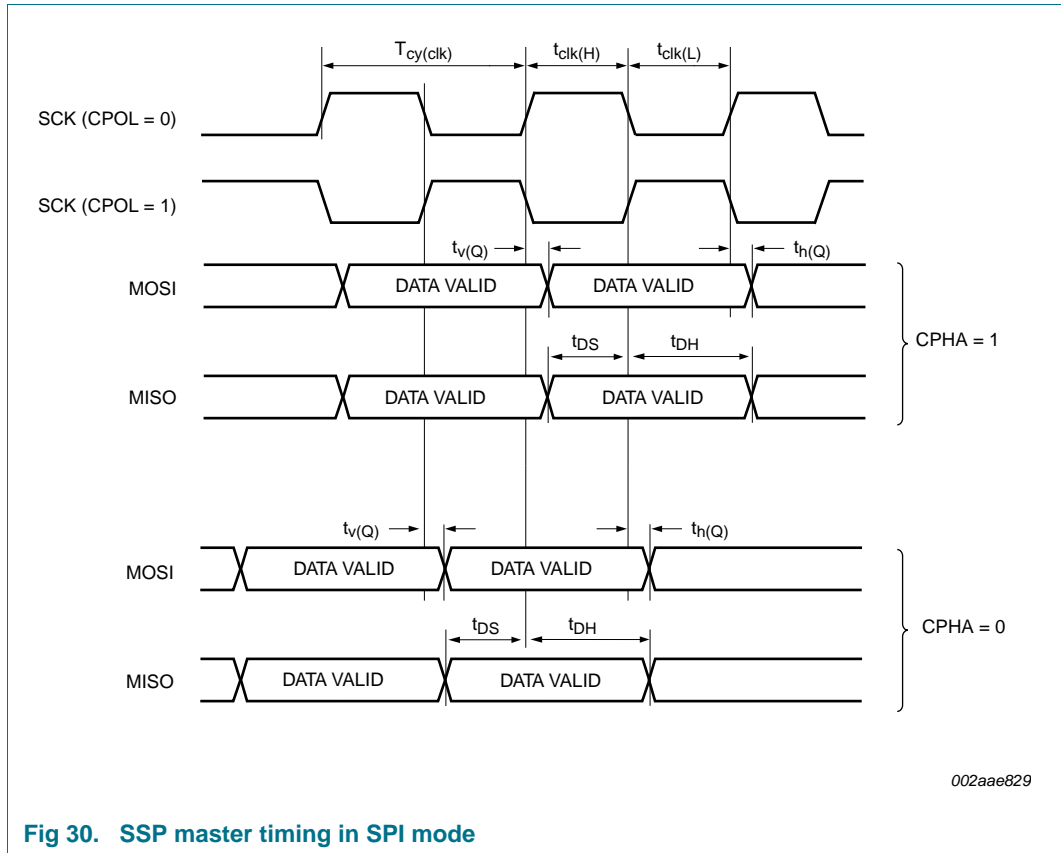 Tcy(clk) tclk(H) tclk(L)
SCK (CPOL = 0)
SCK (CPOL = 1)
tv(Q) th(Q)
MOSI DATA VALID DATA VALID
CPHA = 1
tDS tDH
MISO DATA VALID DATA VALID
tv(Q) th(Q)
MOSI DATA VALID DATA VALID
CPHA = 0
tDS tDH
MISO DATA VALID DATA VALID
002aae829
Fig 30. SSP master timing in SPI mode